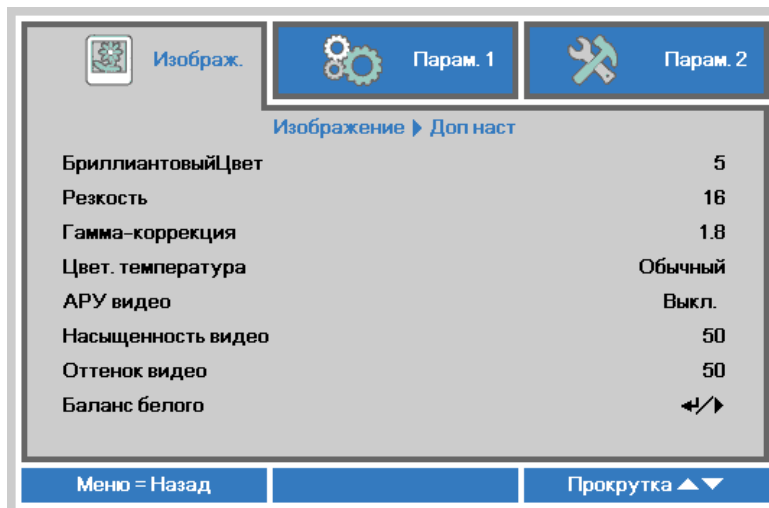 Изображ. Парам. 1 Парам. 2
Изображение ▶ Доп наст
БриллиантовыйЦвет 5
Резкость 16
Гамма-коррекция 1.8
Цвет. температура Обычный
АРУ видео Выкл.
Насыщенность видео 50
Оттенок видео 50
Баланс белого ↵/▶
Меню = Назад Прокрутка ▲▼